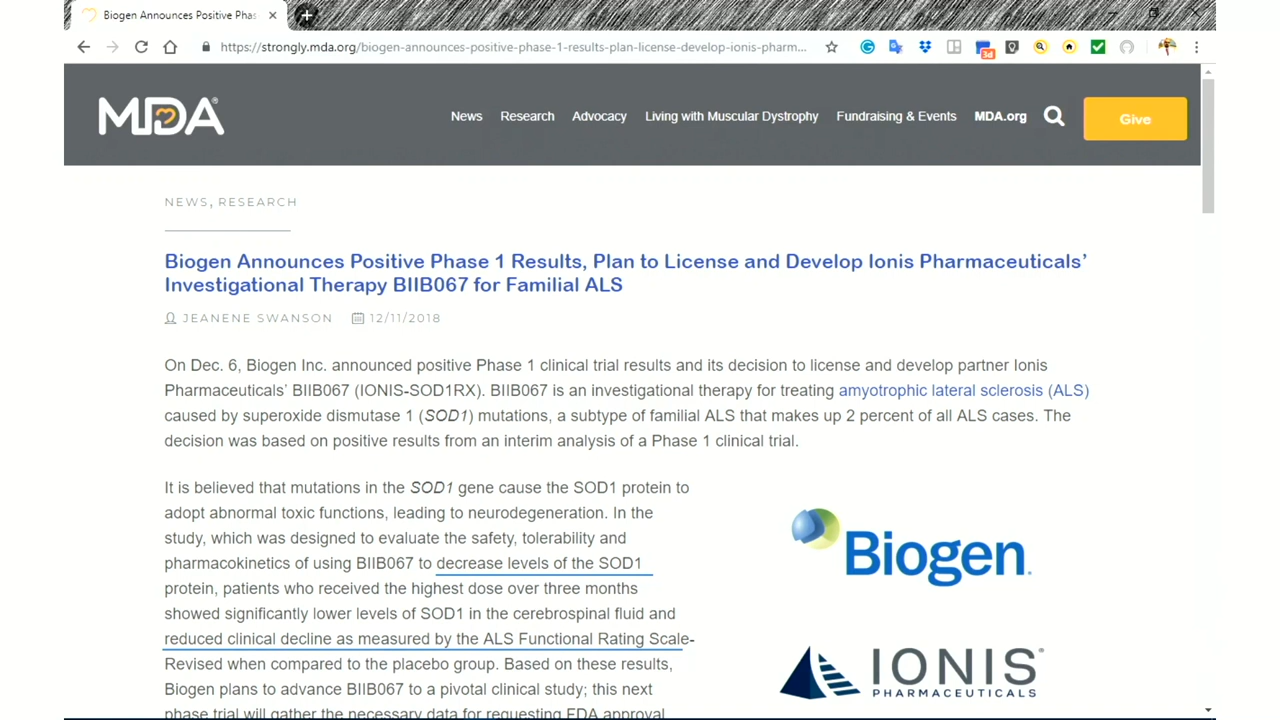 Biogen Announces Positive Phas
https://strongly.mda.org/biogen-announces-positive-phase-1-results-plan-license-develop-ionis-pharm...
3d
MDA
News Research Advocacy Living with Muscular Dystrophy Fundraising & Events MDA.org Give
NEWS, RESEARCH
Biogen Announces Positive Phase 1 Results, Plan to License and Develop Ionis Pharmaceuticals’
Investigational Therapy BIIB067 for Familial ALS
JEANENE SWANSON 12/11/2018
On Dec. 6, Biogen Inc. announced positive Phase 1 clinical trial results and its decision to license and develop partner Ionis
Pharmaceuticals’ BIIB067 (IONIS-SOD1RX). BIIB067 is an investigational therapy for treating amyotrophic lateral sclerosis (ALS)
caused by superoxide dismutase 1 (SOD1) mutations, a subtype of familial ALS that makes up 2 percent of all ALS cases. The
decision was based on positive results from an interim analysis of a Phase 1 clinical trial.
It is believed that mutations in the SOD1 gene cause the SOD1 protein to
adopt abnormal toxic functions, leading to neurodegeneration. In the
study, which was designed to evaluate the safety, tolerability and
pharmacokinetics of using BIIB067 to decrease levels of the SOD1
protein, patients who received the highest dose over three months
showed significantly lower levels of SOD1 in the cerebrospinal fluid and
reduced clinical decline as measured by the ALS Functional Rating Scale-
Revised when compared to the placebo group. Based on these results,
Biogen plans to advance BIIB067 to a pivotal clinical study; this next
phase trial will gather the necessary data for requesting FDA approval
Biogen
IONIS
PHARMACEUTICALS